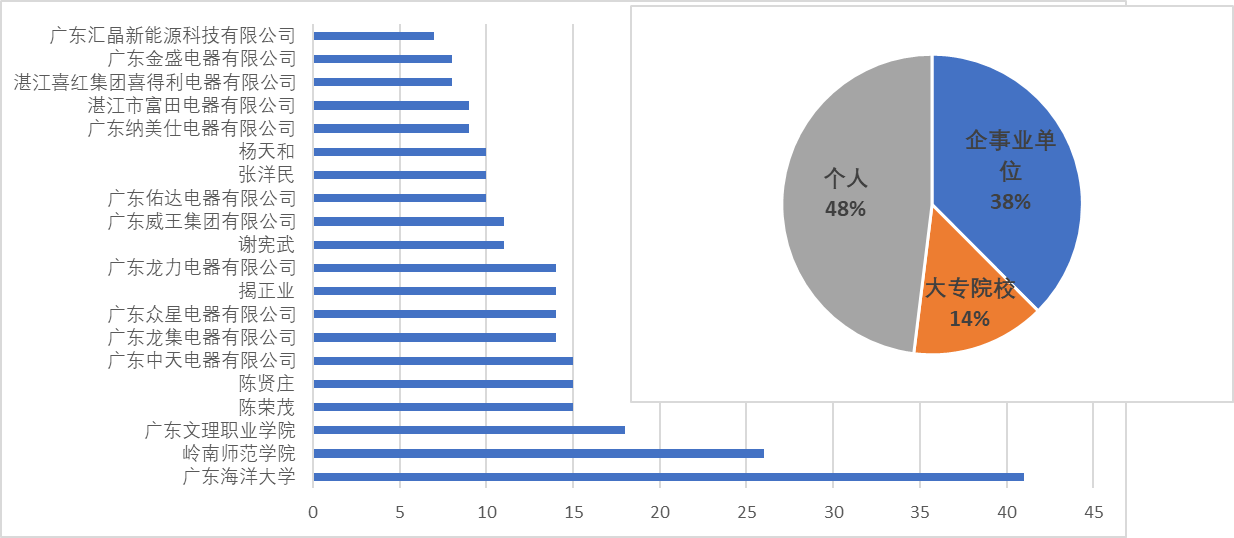 广东汇晶新能源科技有限公司
广东金盛电器有限公司
湛江喜红集团喜得利电器有限公司
湛江市富田电器有限公司
广东纳美仕电器有限公司
杨天和
张洋民
广东佑达电器有限公司
广东威王集团有限公司
谢宪武
广东龙力电器有限公司
揭正业
广东众星电器有限公司
广东龙集电器有限公司
广东中天电器有限公司
陈贤庄
陈荣茂
广东文理职业学院
岭南师范学院
广东海洋大学
0 5 10 15 20 25 30 35 40 45
企事业单
位
38%
个人
48%
大专院校
14%